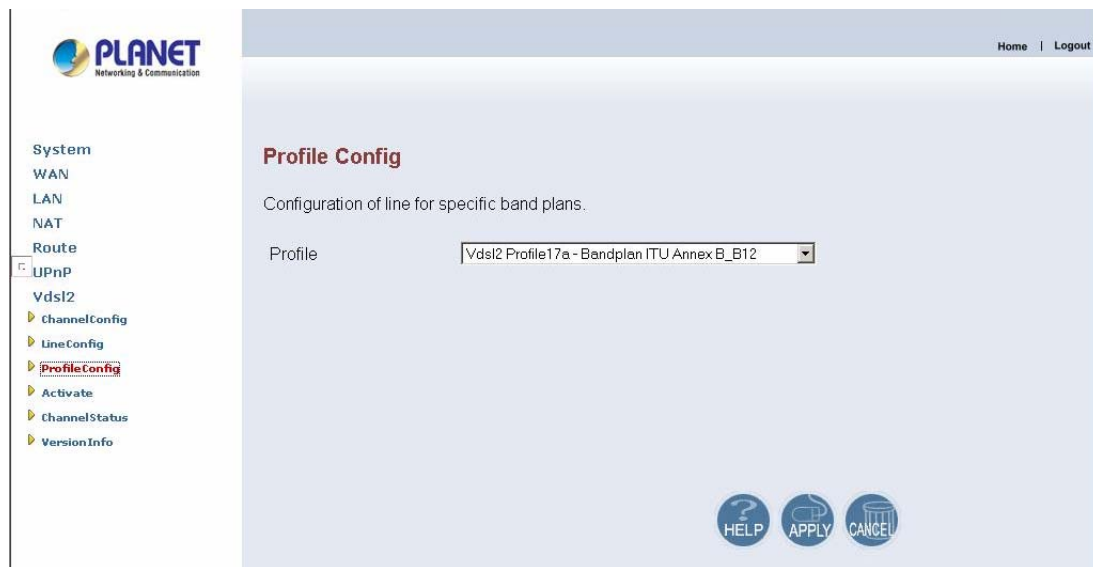 PLANET
Networking & Communication
Home | Logout
System
WAN
LAN
NAT
Route
UPnP
Vdsl2
ChannelConfig
LineConfig
ProfileConfig
Activate
ChannelStatus
VersionInfo
Profile Config
Configuration of line for specific band plans.
Profile Vdsl2 Profile17a - Bandplan ITU Annex B_B12
HELP APPLY CANCEL